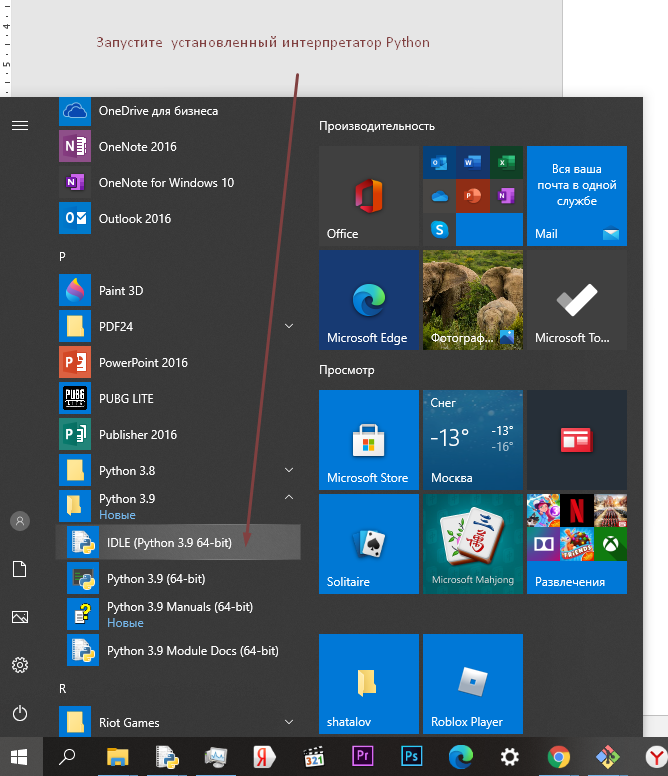 Запустите установленный интерпретатор Python
OneDrive для бизнеса
OneNote 2016
OneNote for Windows 10
Outlook 2016
P
Paint 3D
PDF24
PowerPoint 2016
PUBG LITE
Publisher 2016
Python 3.8
Python 3.9
Новые
IDLE (Python 3.9 64-bit)
Python 3.9 (64-bit)
Python 3.9 Manuals (64-bit)
Новые
Python 3.9 Module Docs (64-bit)
R
Riot Games
Производительность
Office
Вся ваша
почта в одной
службе
Mail
Microsoft Edge
Фотограф...
Microsoft To...
Просмотр
Microsoft Store
Снег
-13°
-13°
-16°
Москва
Solitaire
Microsoft Mahjong
Развлечения
shatalov
Roblox Player